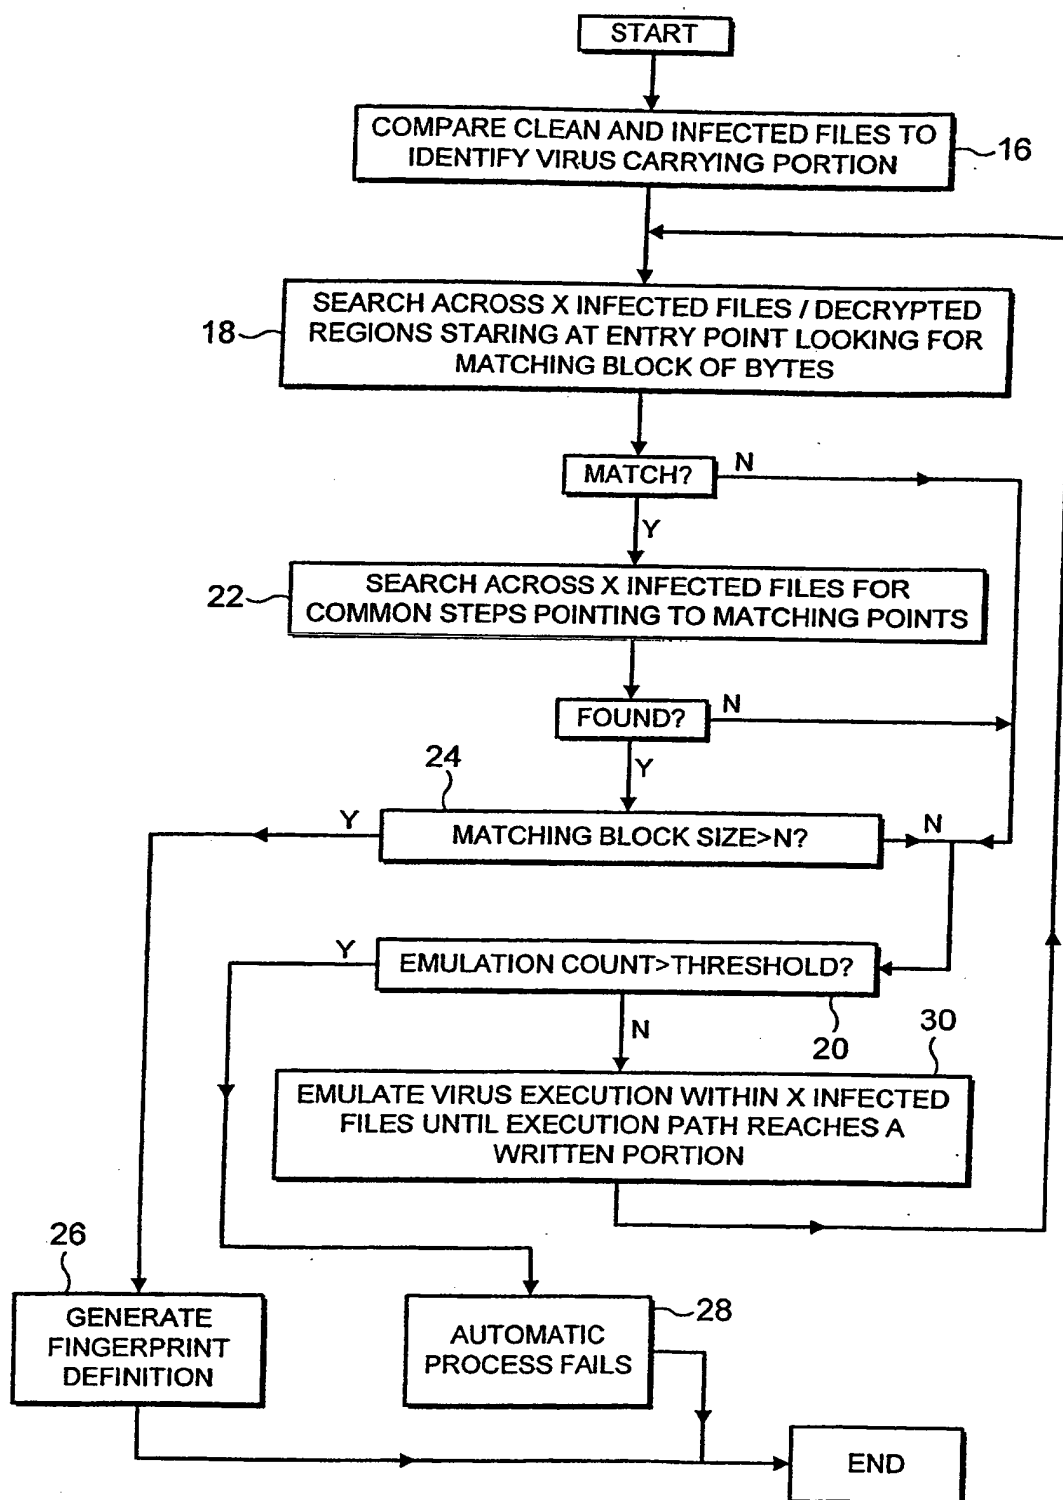 START
COMPARE CLEAN AND INFECTED FILES TO
IDENTIFY VIRUS CARRYING PORTION
16
SEARCH ACROSS X INFECTED FILES / DECRYPTED
REGIONS STARING AT ENTRY POINT LOOKING FOR
MATCHING BLOCK OF BYTES
18
MATCH?
N
Y
SEARCH ACROSS X INFECTED FILES FOR
COMMON STEPS POINTING TO MATCHING POINTS
22
FOUND?
N
Y
24
Y
MATCHING BLOCK SIZE>N?
N
Y
EMULATION COUNT>THRESHOLD?
20
N
30
EMULATE VIRUS EXECUTION WITHIN X INFECTED
FILES UNTIL EXECUTION PATH REACHES A
WRITTEN PORTION
26
GENERATE
FINGERPRINT
DEFINITION
28
AUTOMATIC
PROCESS FAILS
END